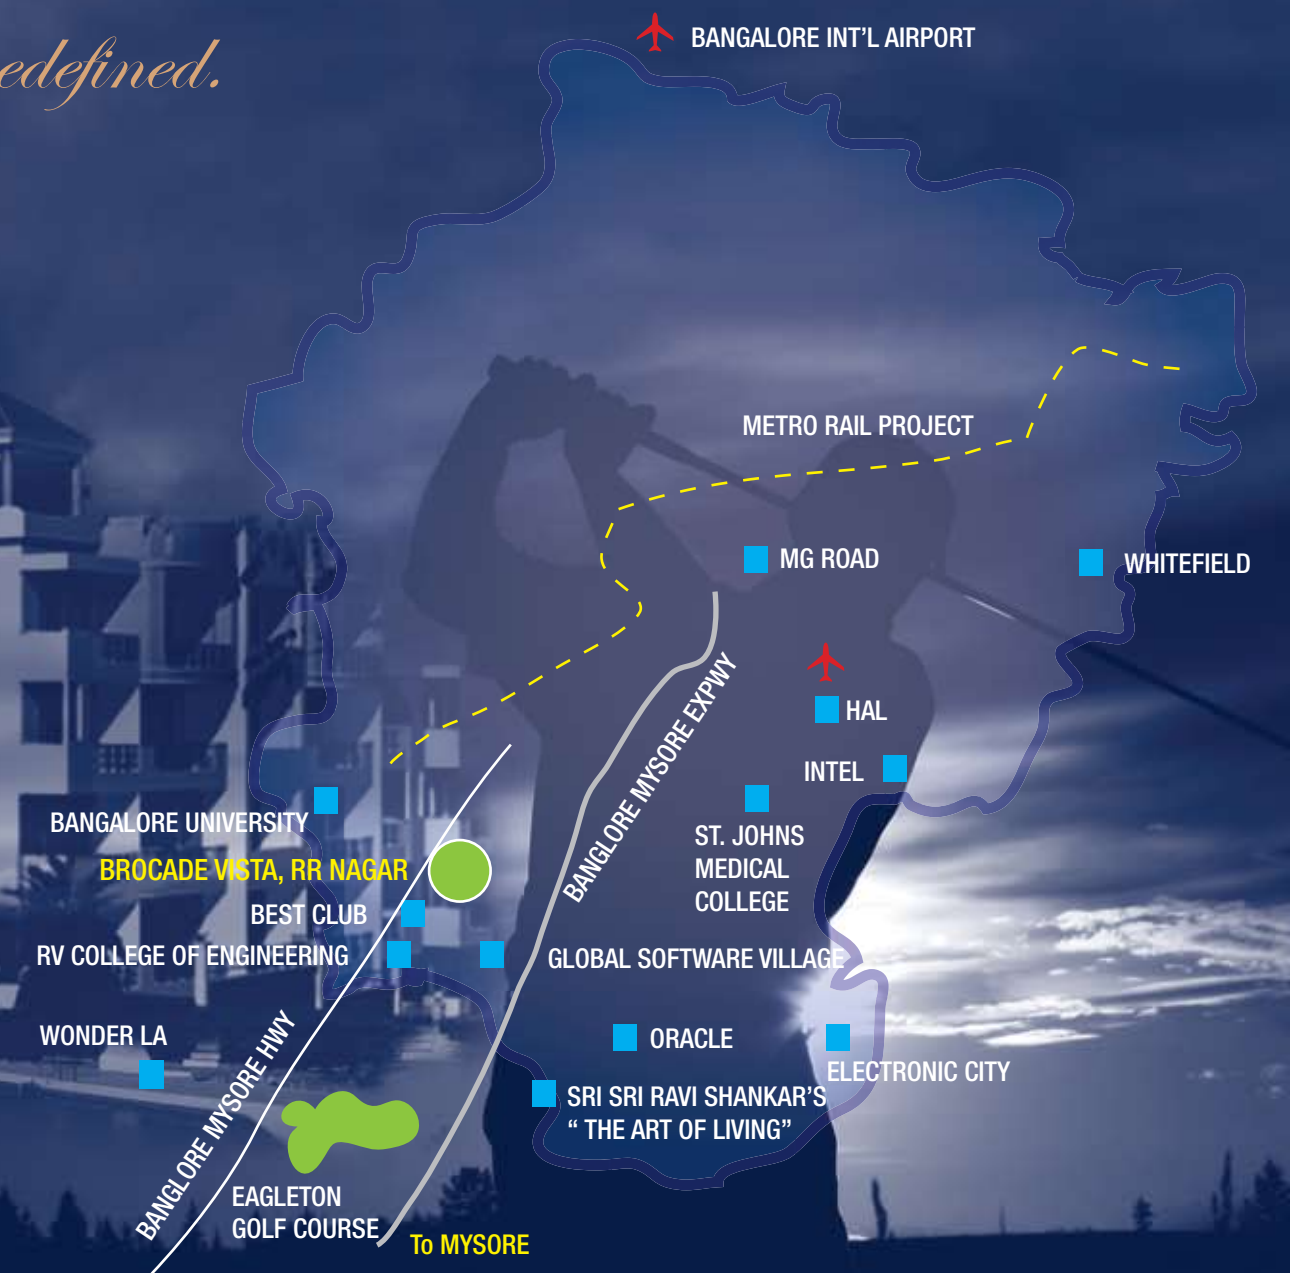 BANGALORE INT'L AIRPORT
edefined.
METRO RAIL PROJECT
MG ROAD
WHITEFIELD
BANGLORE MYSORE EXPWY
HAL
INTEL
BANGALORE UNIVERSITY
ST. JOHNS
MEDICAL
COLLEGE
BROCADE VISTA, RR NAGAR
BEST CLUB
RV COLLEGE OF ENGINEERING
GLOBAL SOFTWARE VILLAGE
WONDER LA
BANGLORE MYSORE HWY
ORACLE
ELECTRONIC CITY
SRI SRI RAVI SHANKAR'S
“ THE ART OF LIVING”
EAGLETON
GOLF COURSE
To MYSORE